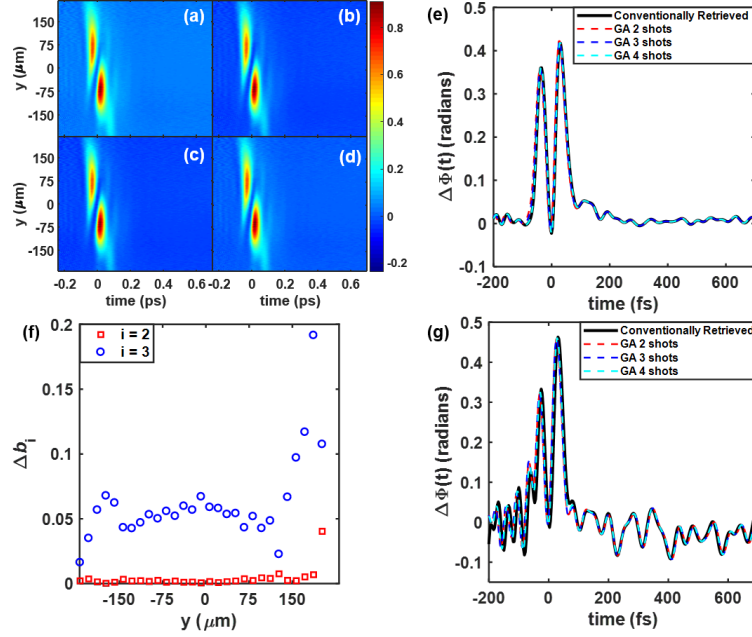 (a)
(b)
(c)
(d)
y (μm)
210
150
75
0
-75
-150
y (μm)
210
150
75
0
-75
-150
-0.2 0 0.2 0.4 0.6
time (ps)
-0.2 0 0.2 0.4 0.6
time (ps)
0.8
0.6
0.4
0.2
0
-0.2
(e)
Conventionally Retrieved
GA 2 shots
GA 3 shots
GA 4 shots
ΔΦ(t) (radians)
0.5
0.4
0.3
0.2
0.1
0
-0.1
-200 0 200 400 600
time (fs)
(f)
i = 2
i = 3
Δbᵢ
0.2
0.15
0.1
0.05
0
-150 -75 0 75 150
y (μm)
(g)
Conventionally Retrieved
GA 2 shots
GA 3 shots
GA 4 shots
ΔΦ(t) (radians)
0.5
0.4
0.3
0.2
0.1
0
-0.1
-200 0 200 400 600
time (fs)